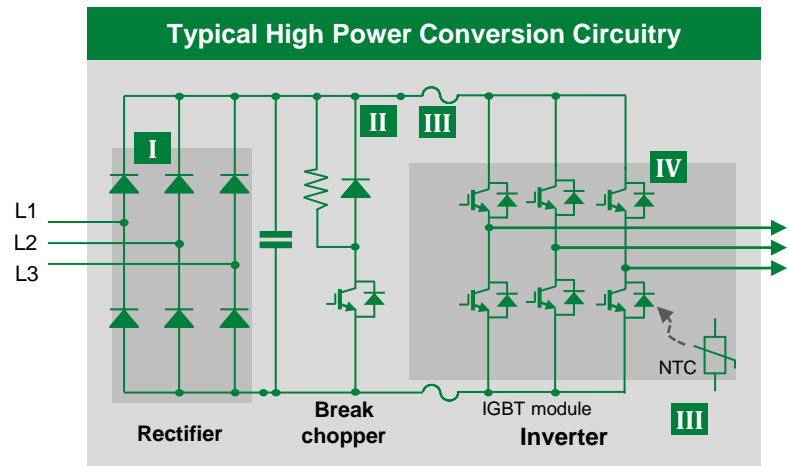 Typical High Power Conversion Circuitry
I
II
III
IV
L1
L2
L3
NTC
III
Rectifier
Break
chopper
IGBT module
Inverter